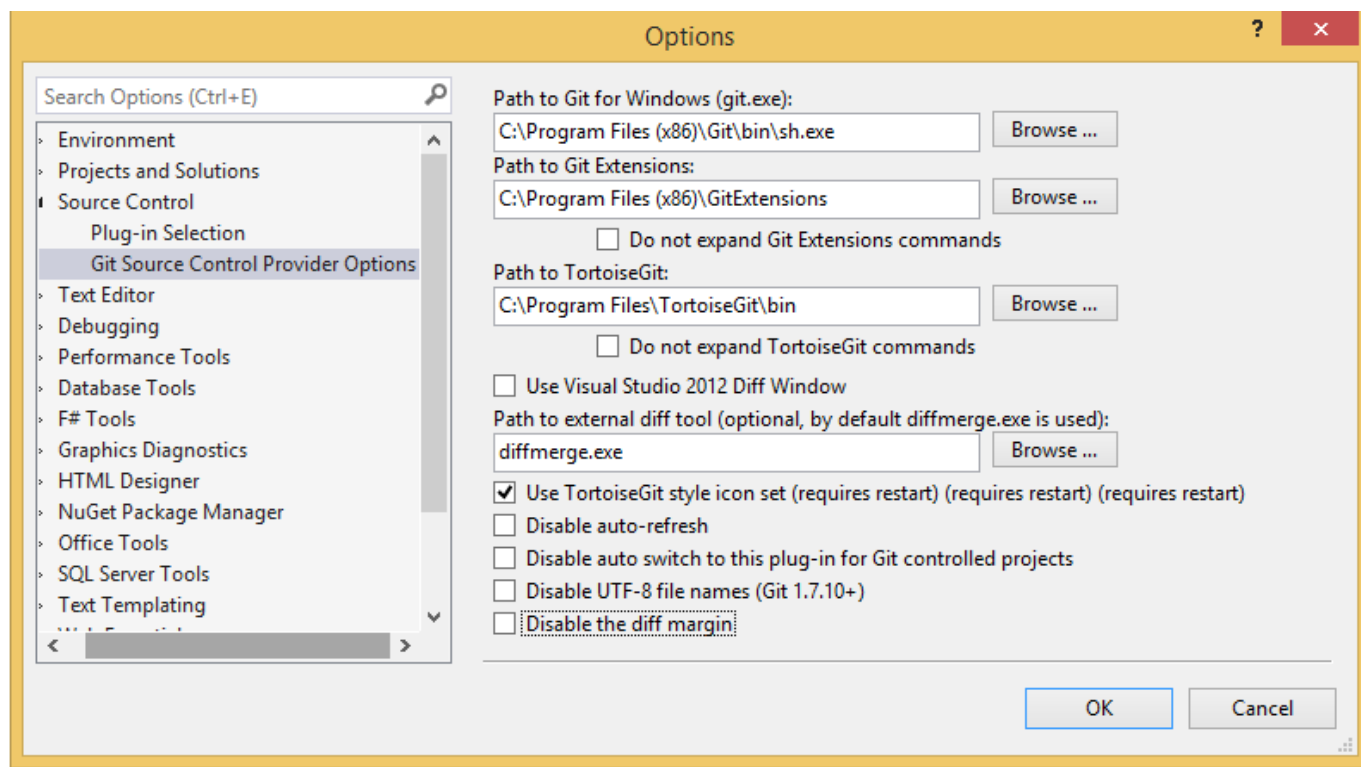 Options
?
Search Options (Ctrl+E)
Environment
Projects and Solutions
Source Control
Plug-in Selection
Git Source Control Provider Options
Text Editor
Debugging
Performance Tools
Database Tools
F# Tools
Graphics Diagnostics
HTML Designer
NuGet Package Manager
Office Tools
SQL Server Tools
Text Templating
Path to Git for Windows (git.exe):
C:\Program Files (x86)\Git\bin\sh.exe
Browse ...
Path to Git Extensions:
C:\Program Files (x86)\GitExtensions
Browse ...
Do not expand Git Extensions commands
Path to TortoiseGit:
C:\Program Files\TortoiseGit\bin
Browse ...
Do not expand TortoiseGit commands
Use Visual Studio 2012 Diff Window
Path to external diff tool (optional, by default diffmerge.exe is used):
diffmerge.exe
Browse ...
Use TortoiseGit style icon set (requires restart) (requires restart) (requires restart)
Disable auto-refresh
Disable auto switch to this plug-in for Git controlled projects
Disable UTF-8 file names (Git 1.7.10+)
Disable the diff margin
OK
Cancel